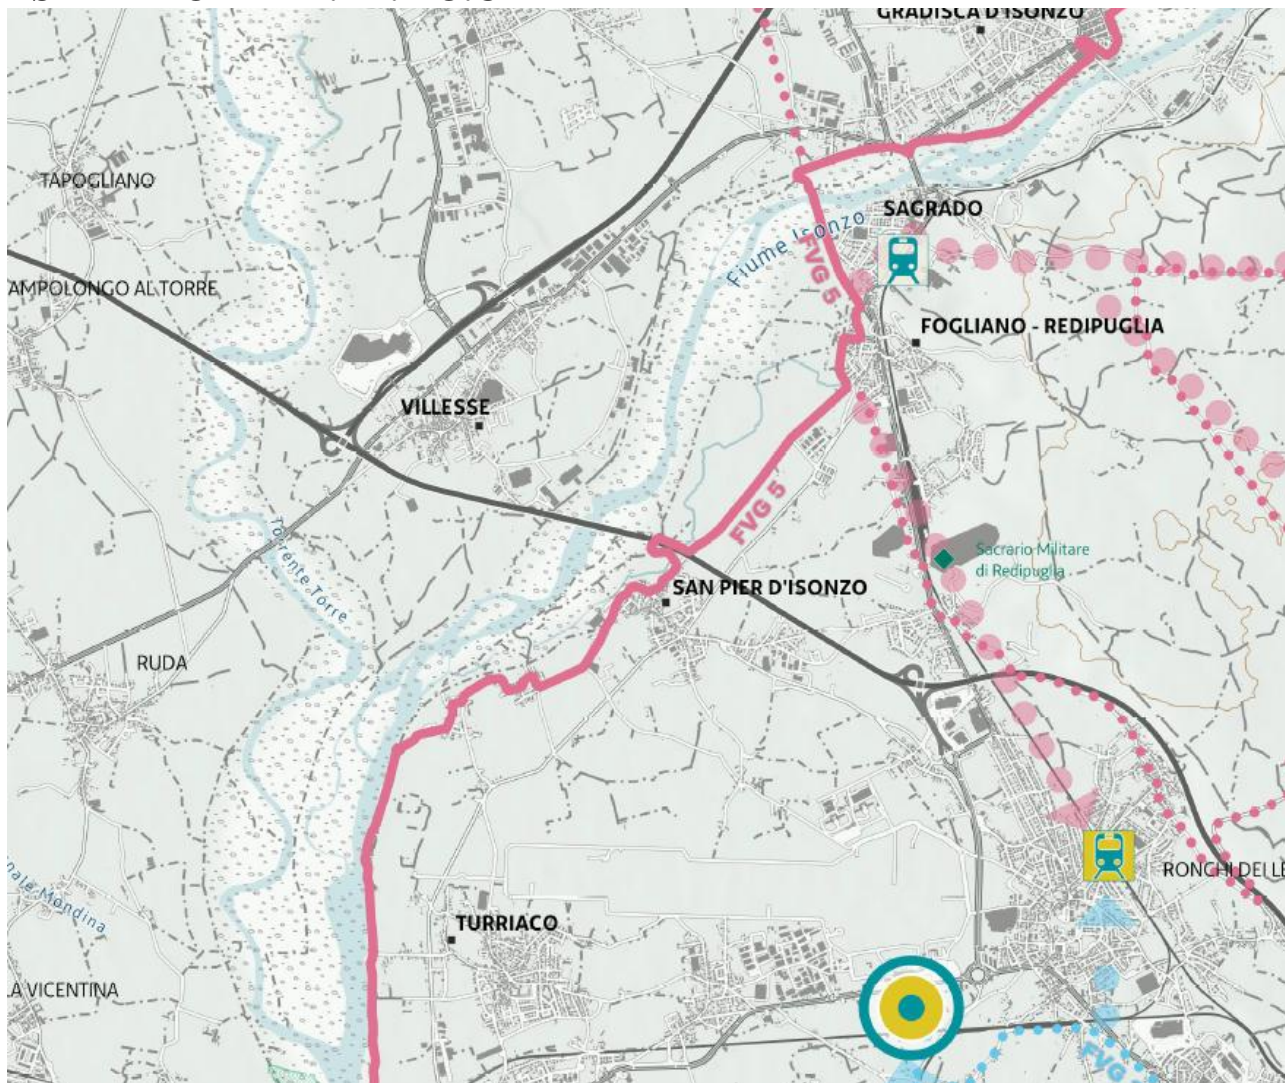 GRADISCA D'ISONZO
TAPOGLIANO
SAGRADO
Fiume Isonzo
FVG 5
AMPOLONGO AL TORRE
FOGLIANO - REDIPUGLIA
VILLESSE
FVG 5
Torrente Torre
Sacrario Militare
di Redipuglia
SAN PIER D'ISONZO
RUDA
RONCHI DEI LE
nale Mondina
TURRIACO
A VICENTINA
FVG